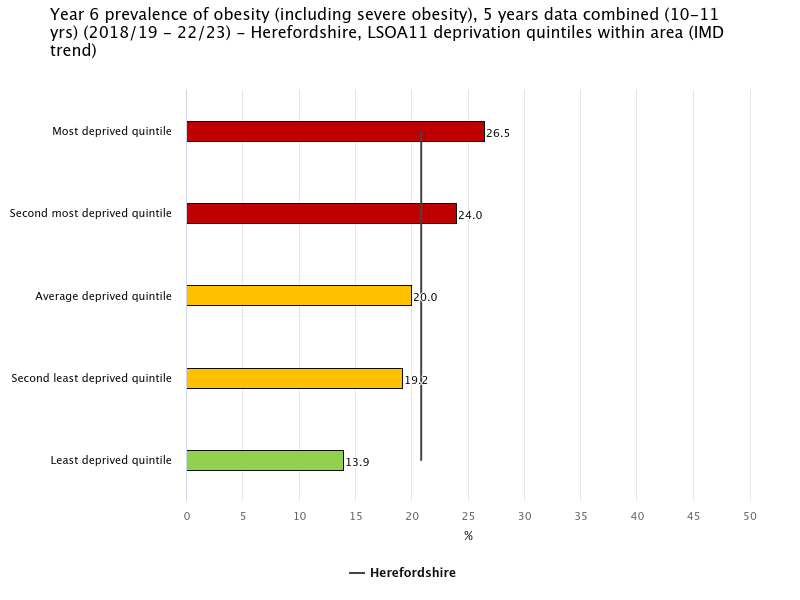 Year 6 prevalence of obesity (including severe obesity), 5 years data combined (10–11
yrs) (2018/19 – 22/23) – Herefordshire, LSOA11 deprivation quintiles within area (IMD
trend)
Most deprived quintile
26.5
Second most deprived quintile
24.0
Average deprived quintile
20.0
Second least deprived quintile
19.2
Least deprived quintile
13.9
0 5 10 15 20 25 30 35 40 45 50
%
Herefordshire